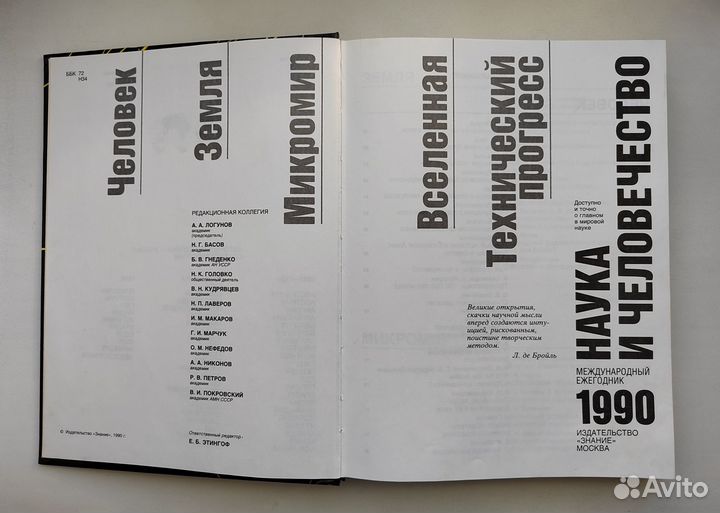 ББК 72
Н34
Человек
Земля
Микромир
РЕДАКЦИОННАЯ КОЛЛЕГИЯ
А. А. ЛОГУНОВ
академик
(председатель)
Н. Г. БАСОВ
академик
Б. В. ГНЕДЕНКО
академик АН УССР
Н. К. ГОЛОВКО
общественный деятель
В. Н. КУДРЯВЦЕВ
академик
Н. П. ЛАВЕРОВ
академик
И. М. МАКАРОВ
академик
Г. И. МАРЧУК
академик
О. М. НЕФЕДОВ
академик
А. А. НИКОНОВ
академик
Р. В. ПЕТРОВ
академик
В. И. ПОКРОВСКИЙ
академик АМН СССР
Ответственный редактор
Е. Б. ЭТИНГОФ
© Издательство «Знание», 1990 г.
Вселенная
Технический
прогресс
Великие открытия,
скачки научной мысли
вперед создаются инту-
ицией, рискованным,
поистине творческим
методом.
Л. де Бройль
Доступно
и точно
о главном
в мировой
науке
НАУКА
И ЧЕЛОВЕЧЕСТВО
МЕЖДУНАРОДНЫЙ
ЕЖЕГОДНИК
1990
ИЗДАТЕЛЬСТВО
«ЗНАНИЕ»
МОСКВА
Avito